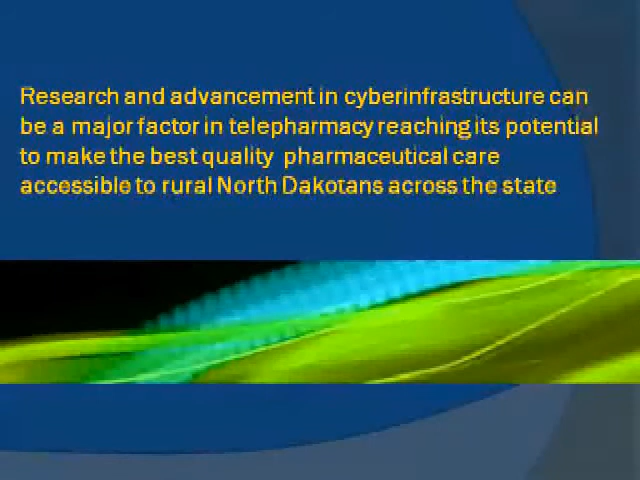 Research and advancement in cyberinfrastructure can
be a major factor in telepharmacy reaching its potential
to make the best quality pharmaceutical care
accessible to rural North Dakotans across the state